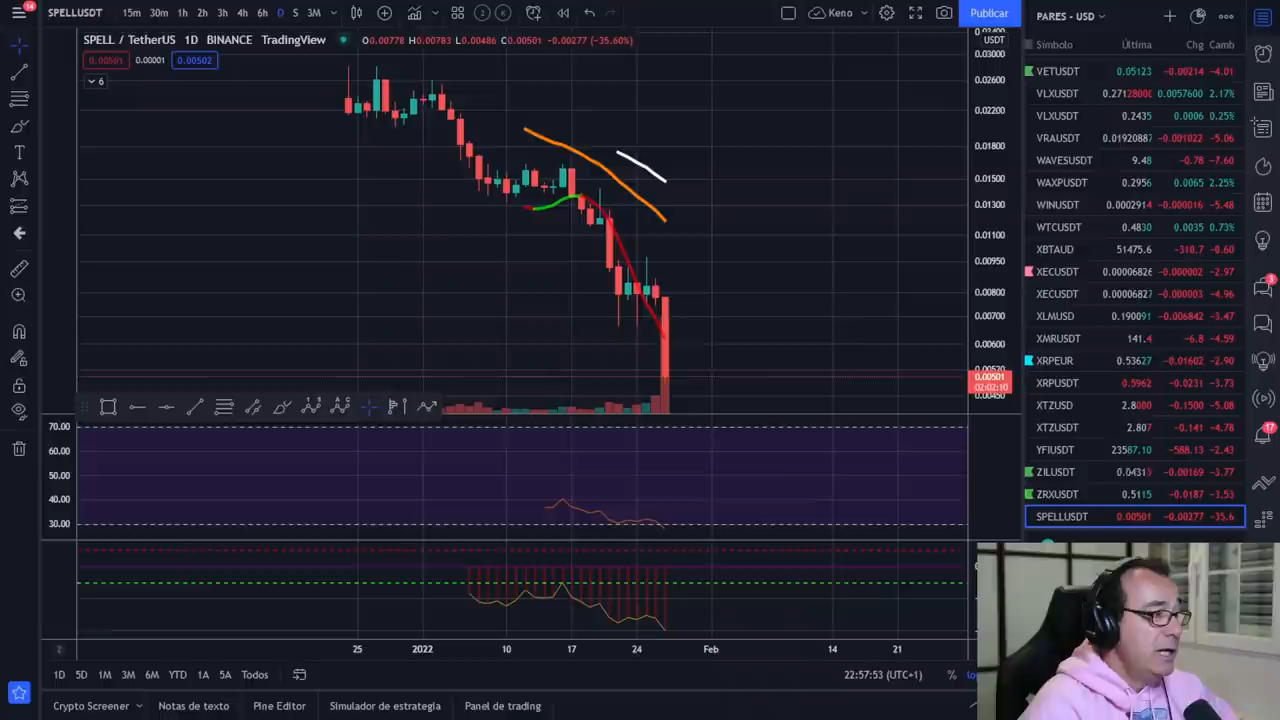 14 SPELLUSDT 15m 30m 1h 2h 3h 4h 6h D S 3M Keno Publicar
SPELL / TetherUS 1D BINANCE TradingView O0.00778 H0.00783 L0.00486 C0.00501 -0.00277 (-35.60%)
0.00501 0.00001 0.00502
6
USDT
0.03000
0.02600
0.02200
0.01800
0.01500
0.01300
0.01100
0.00950
0.00800
0.00700
0.00600
0.00501
02:02:10
0.00450
70.00
60.00
50.00
40.00
30.00
25 2022 10 17 24 Feb 14 21
1D 5D 1M 3M 6M YTD 1A 5A Todos 22:57:53 (UTC+1) %
Crypto Screener Notas de texto Pine Editor Simulador de estrategia Panel de trading
PARES - USD
Símbolo Última Chg Camb
VETUSDT 0.05123 -0.00214 -4.01
VLXUSDT 0.27128000 0.0057600 2.17%
VLXUSDT 0.2435 0.0006 0.25%
VRAUSDT 0.01920887 -0.001022 -5.06
WAVESUSDT 9.48 -0.78 -7.60
WAXPUSDT 0.2956 0.0065 2.25%
WINUSDT 0.0002914 -0.000016 -5.48
WTCUSDT 0.4830 0.0035 0.73%
XBTAUD 51475.6 -310.7 -0.60
XECUSDT 0.00006826 -0.000002 -2.97
XECUSDT 0.00006827 -0.000003 -4.96
XLMUSD 0.190091 -0.006842 -3.47
XMRUSDT 141.4 -6.8 -4.59
XRPEUR 0.53627 -0.01602 -2.90
XRPUSDT 0.5962 -0.0231 -3.73
XTZUSD 2.8000 -0.1500 -5.08
XTZUSDT 2.807 -0.141 -4.78
YFIUSDT 23587.10 -588.13 -2.43
ZILUSDT 0.04313 -0.00169 -3.77
ZRXUSDT 0.5115 -0.0187 -3.53
SPELLUSDT 0.00501 -0.00277 -35.6
3
17